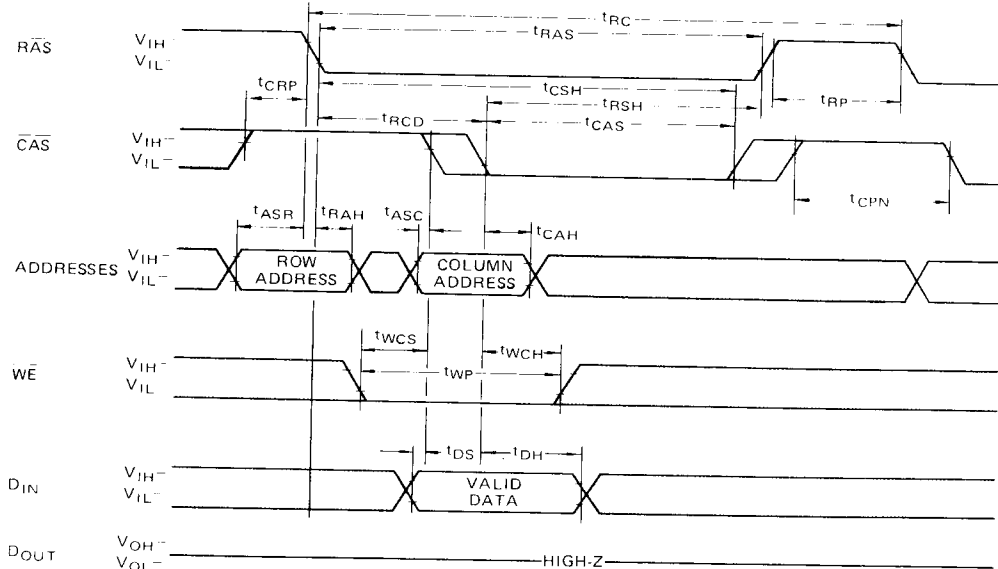 tRC
tRAS
RAS
VIH
VIL
tCRP
tCSH
tRSH
tRP
tRCD
tCAS
CAS
VIH
VIL
tCPN
tASR
tRAH
tASC
tCAH
ADDRESSES
VIH
VIL
ROW ADDRESS
COLUMN ADDRESS
tWCS
tWCH
tWP
WE
VIH
VIL
tDS
tDH
DIN
VIH
VIL
VALID DATA
DOUT
VOH
VOL
HIGH-Z